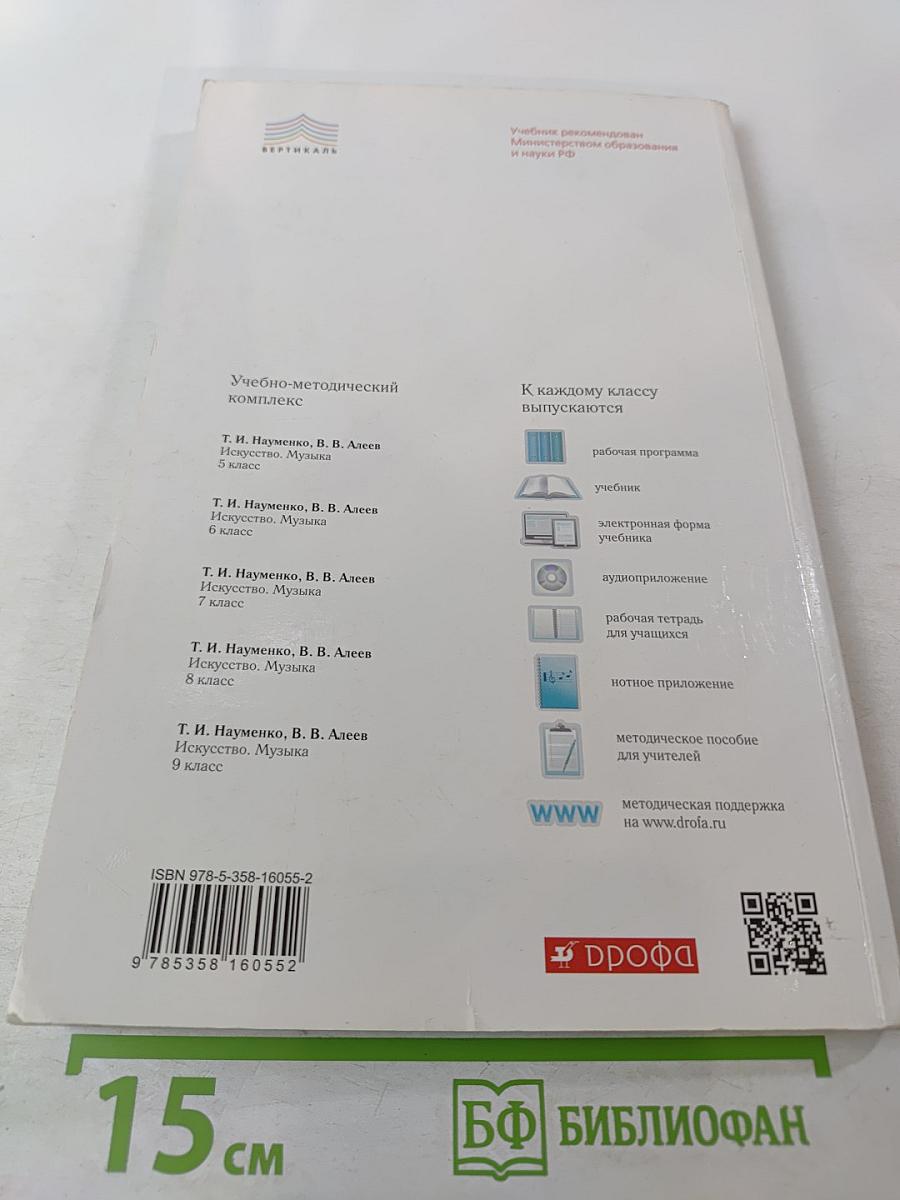 ВЕРТИКАЛЬ
Учебник рекомендован
Министерством образования
и науки РФ
Учебно-методический
комплекс
Т. И. Науменко, В. В. Алеев
Искусство. Музыка
5 класс
Т. И. Науменко, В. В. Алеев
Искусство. Музыка
6 класс
Т. И. Науменко, В. В. Алеев
Искусство. Музыка
7 класс
Т. И. Науменко, В. В. Алеев
Искусство. Музыка
8 класс
Т. И. Науменко, В. В. Алеев
Искусство. Музыка
9 класс
К каждому классу
выпускаются
рабочая программа
учебник
электронная форма
учебника
аудиоприложение
рабочая тетрадь
для учащихся
нотное приложение
методическое пособие
для учителей
www
методическая поддержка
на www.drofa.ru
ISBN 978-5-358-16055-2
9 785358 160552
дрофа
15 см
БФ БИБЛИОФАН